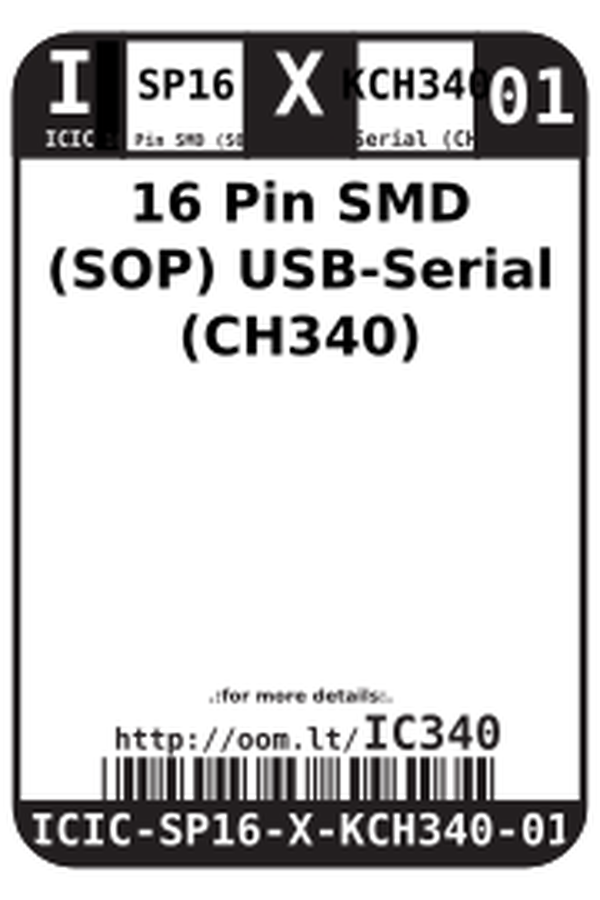 I SP16 X KCH340 01
ICIC Pin SMD (SO Serial (CH
16 Pin SMD
(SOP) USB-Serial
(CH340)
.:for more details:.
http://oom.lt/IC340
ICIC-SP16-X-KCH340-01